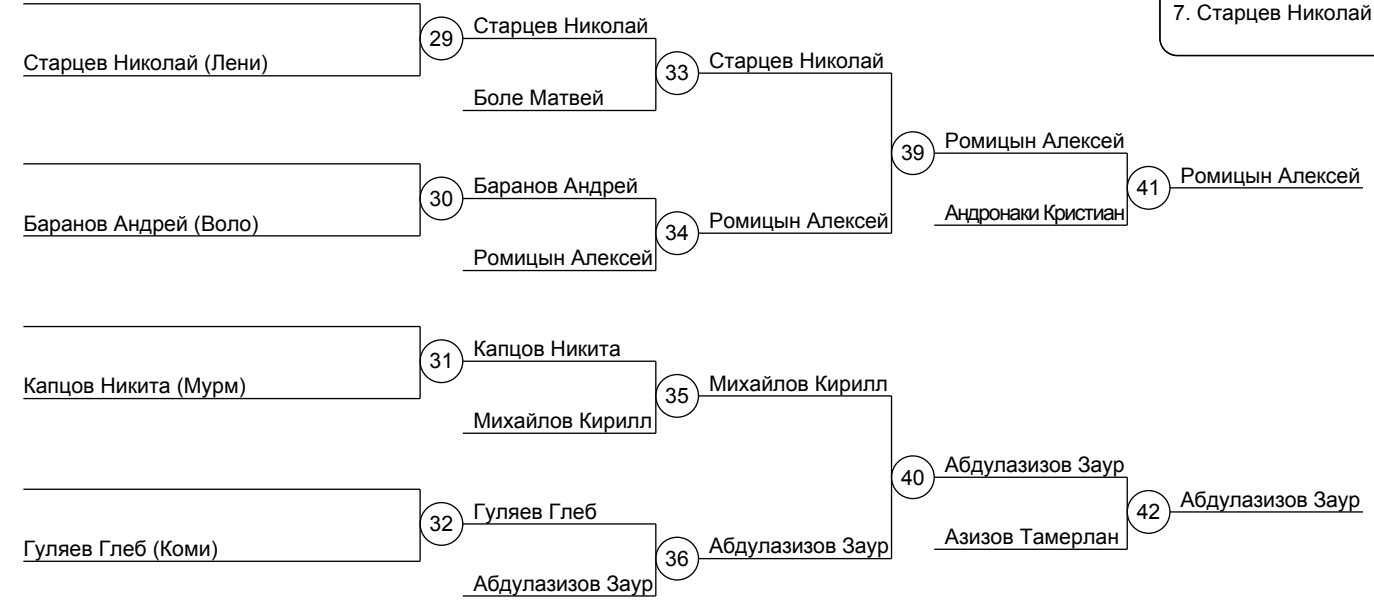 7. Старцев Николай
29
Старцев Николай
Старцев Николай (Лени)
33
Старцев Николай
Боле Матвей
39
Ромицын Алексей
30
Баранов Андрей
41
Ромицын Алексей
Баранов Андрей (Воло)
34
Ромицын Алексей
Андронаки Кристиан
Ромицын Алексей
31
Капцов Никита
Капцов Никита (Мурм)
35
Михайлов Кирилл
Михайлов Кирилл
40
Абдулазизов Заур
32
Гуляев Глеб
42
Абдулазизов Заур
Гуляев Глеб (Коми)
36
Абдулазизов Заур
Азизов Тамерлан
Абдулазизов Заур